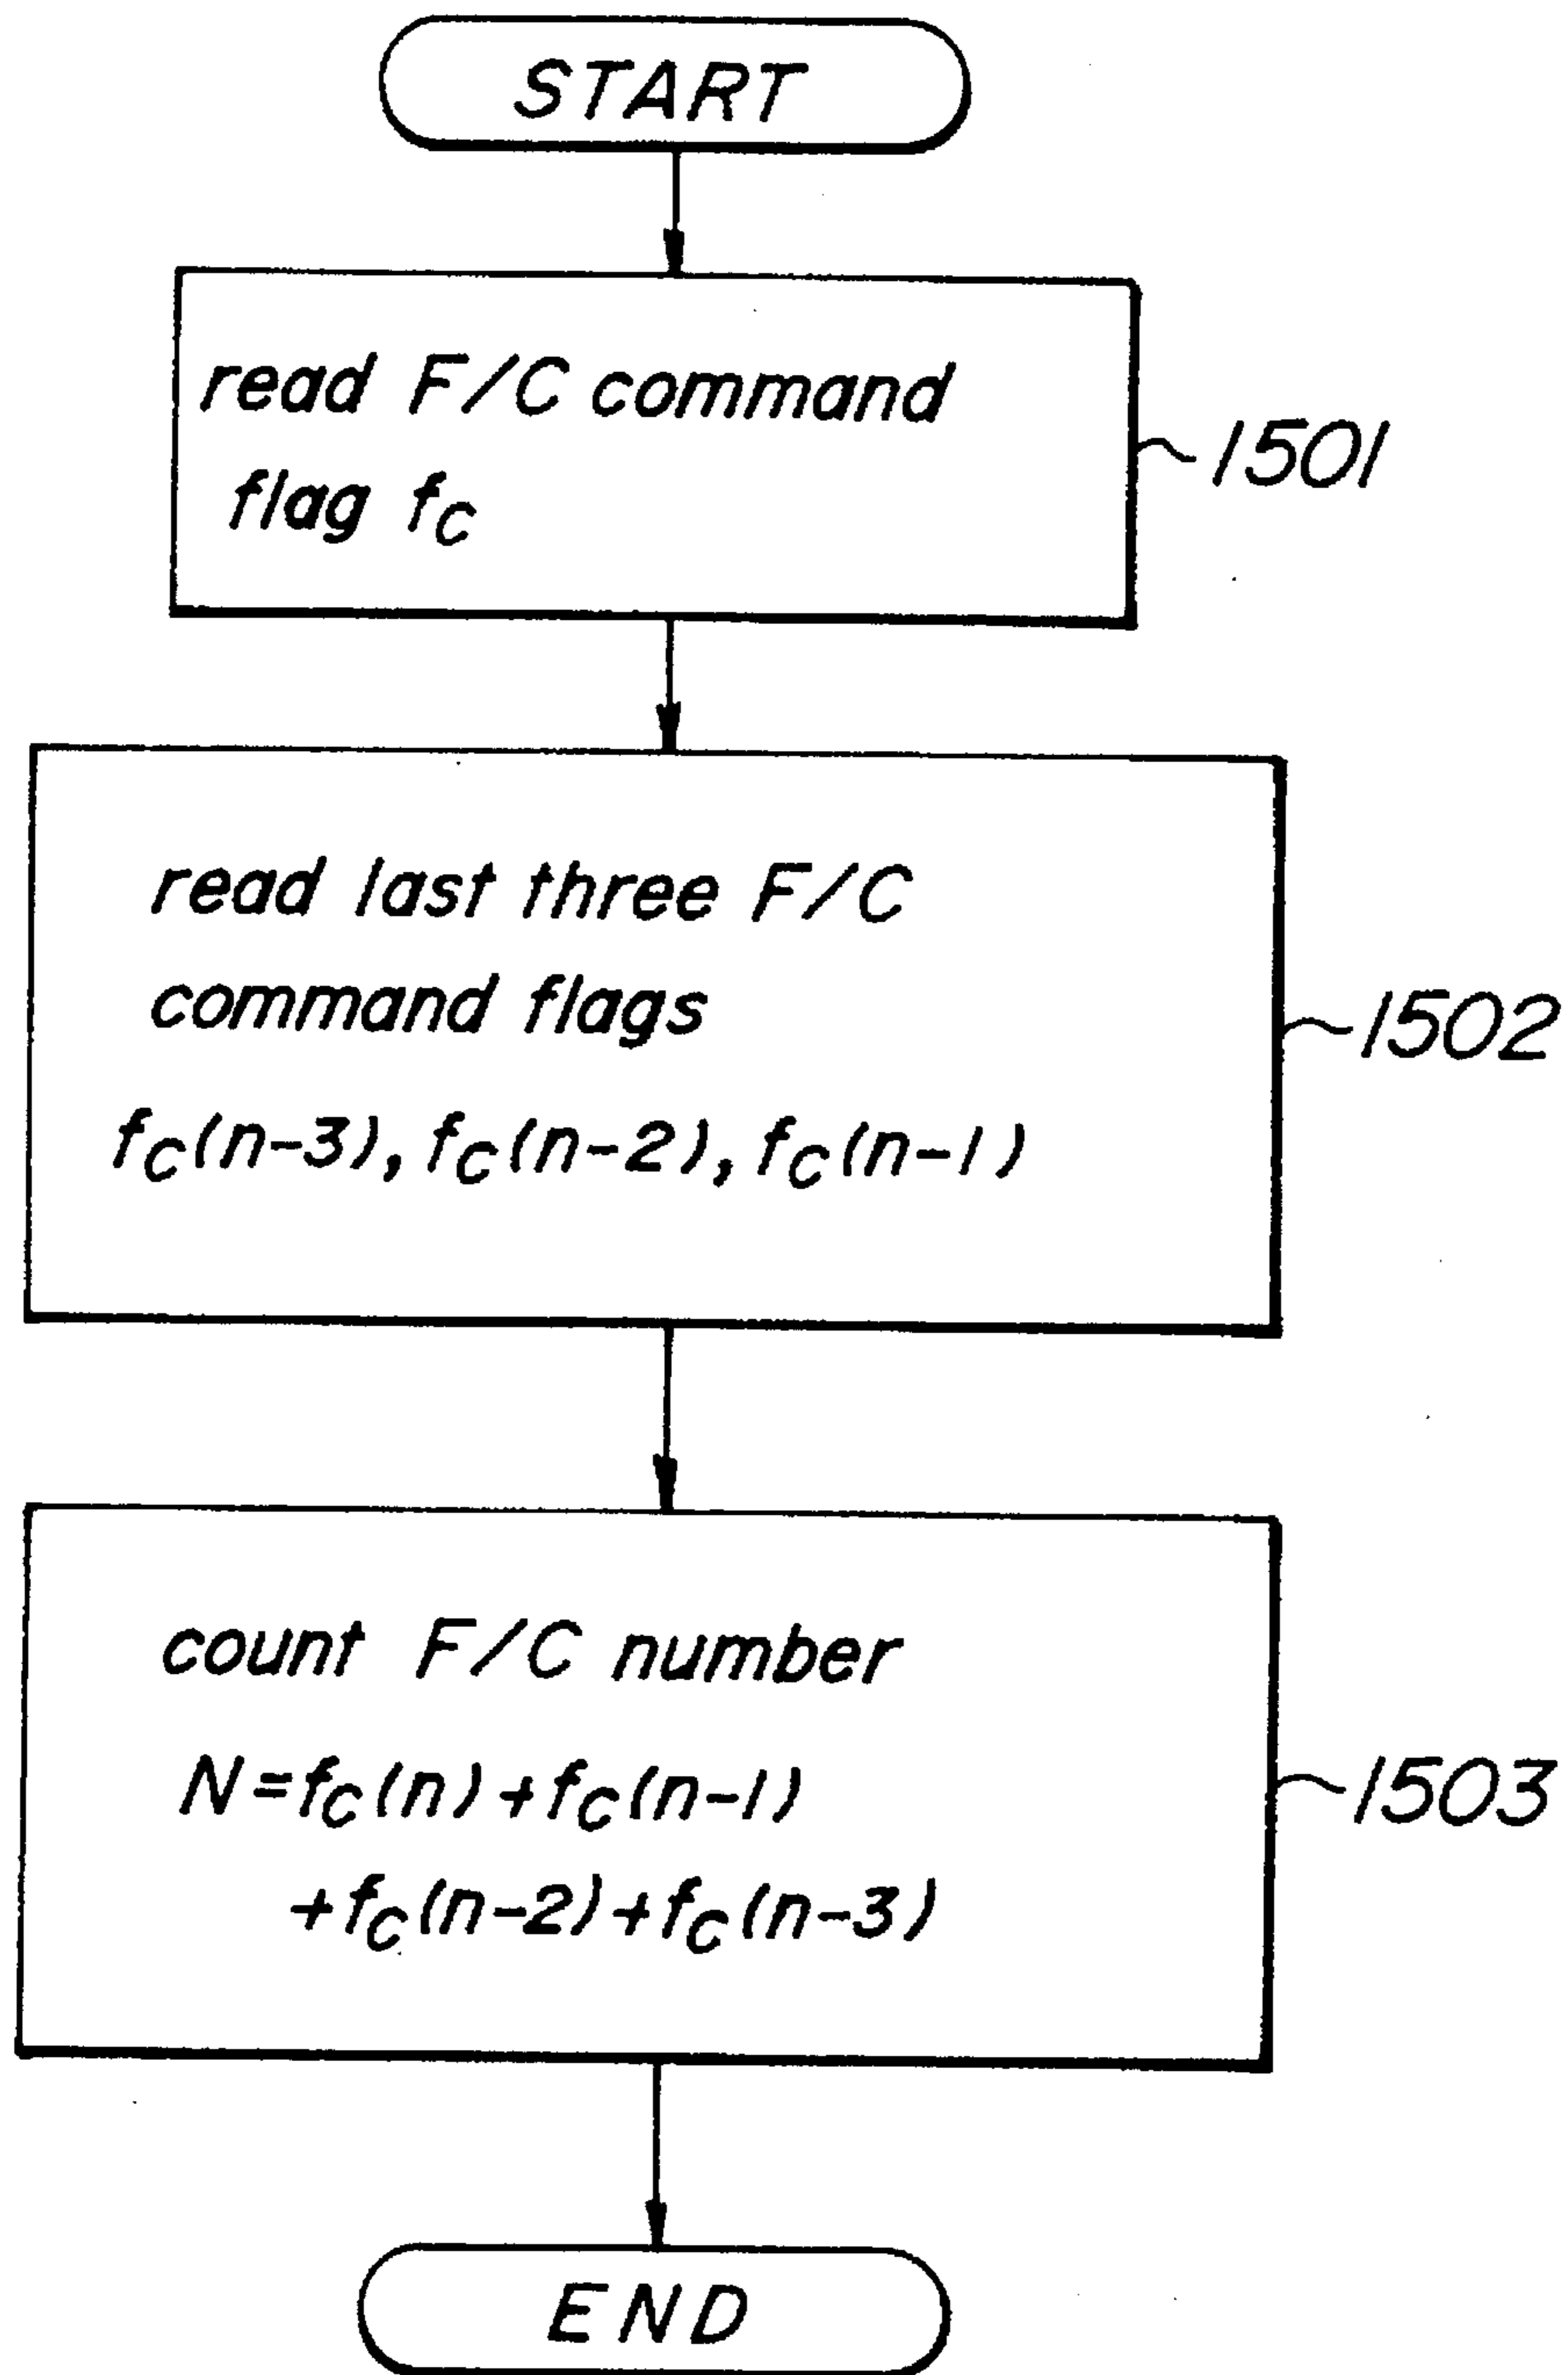 START
read F/C command
flag fc
1501
read last three F/C
command flags
fc(n-3), fc(n-2), fc(n-1)
1502
count F/C number
N=fc(n)+fc(n-1)
+fc(n-2)+fc(n-3)
1503
END